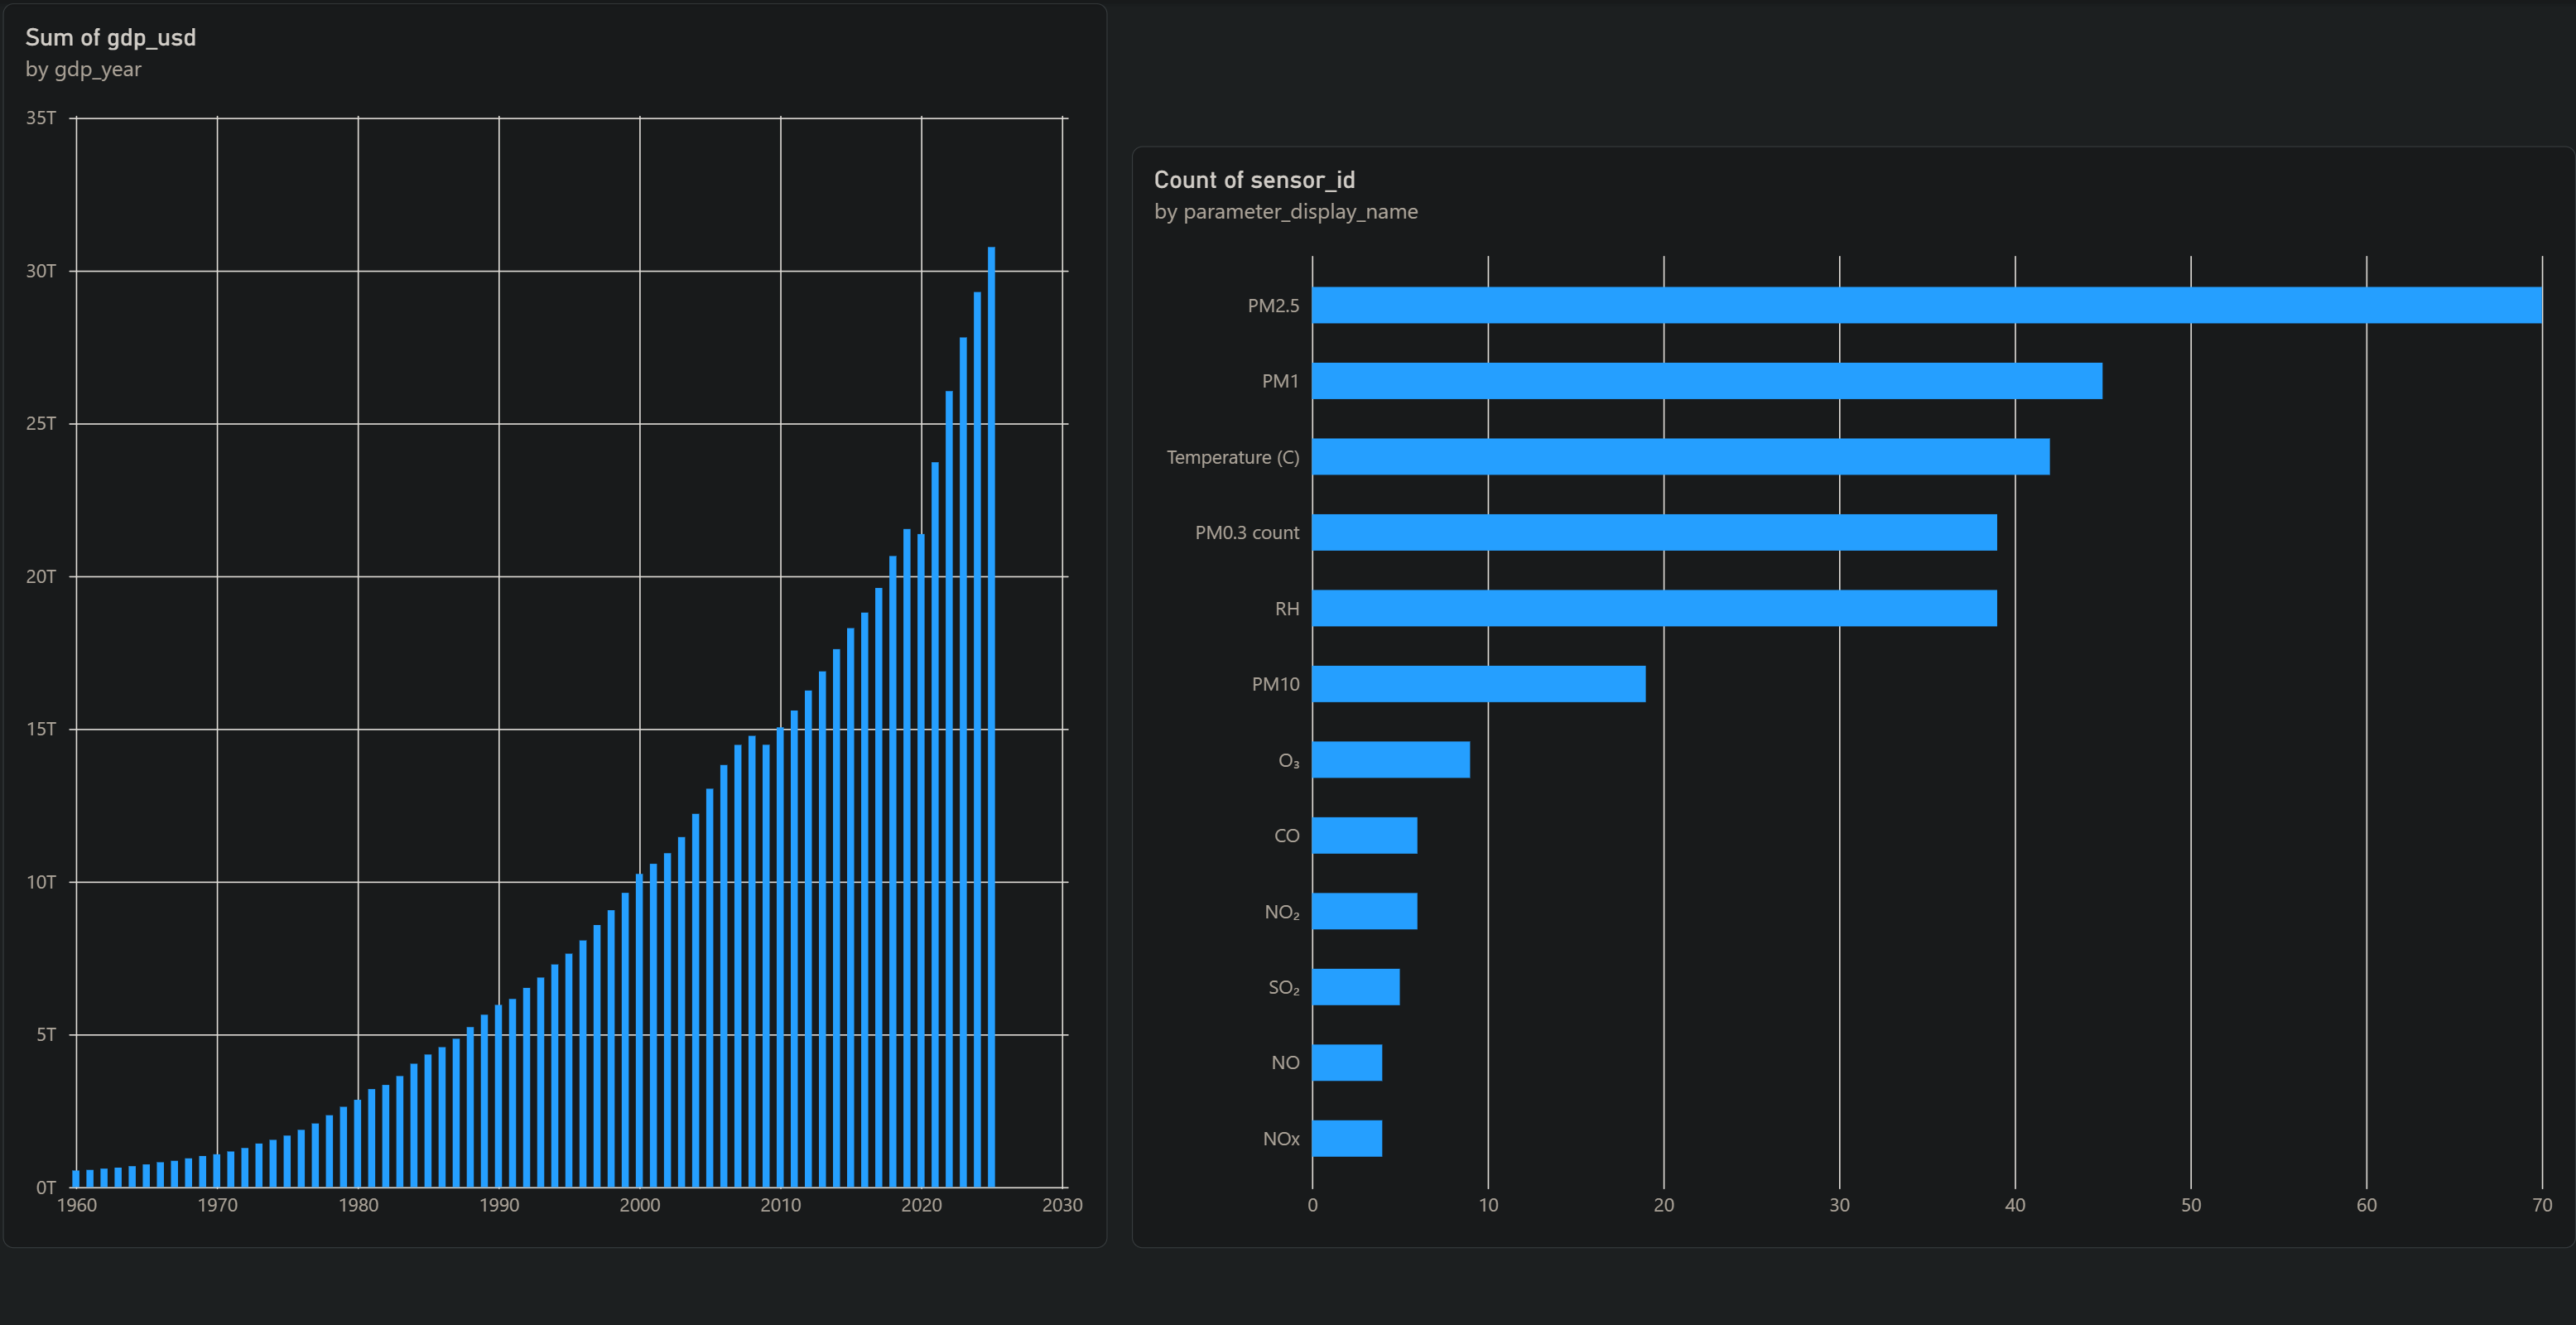 Sum of gdp_usd
by gdp_year
35T
30T
25T
20T
15T
10T
5T
0T
1960 1970 1980 1990 2000 2010 2020 2030
Count of sensor_id
by parameter_display_name
PM2.5
PM1
Temperature (C)
PM0.3 count
RH
PM10
O₃
CO
NO₂
SO₂
NO
NOx
0 10 20 30 40 50 60 70